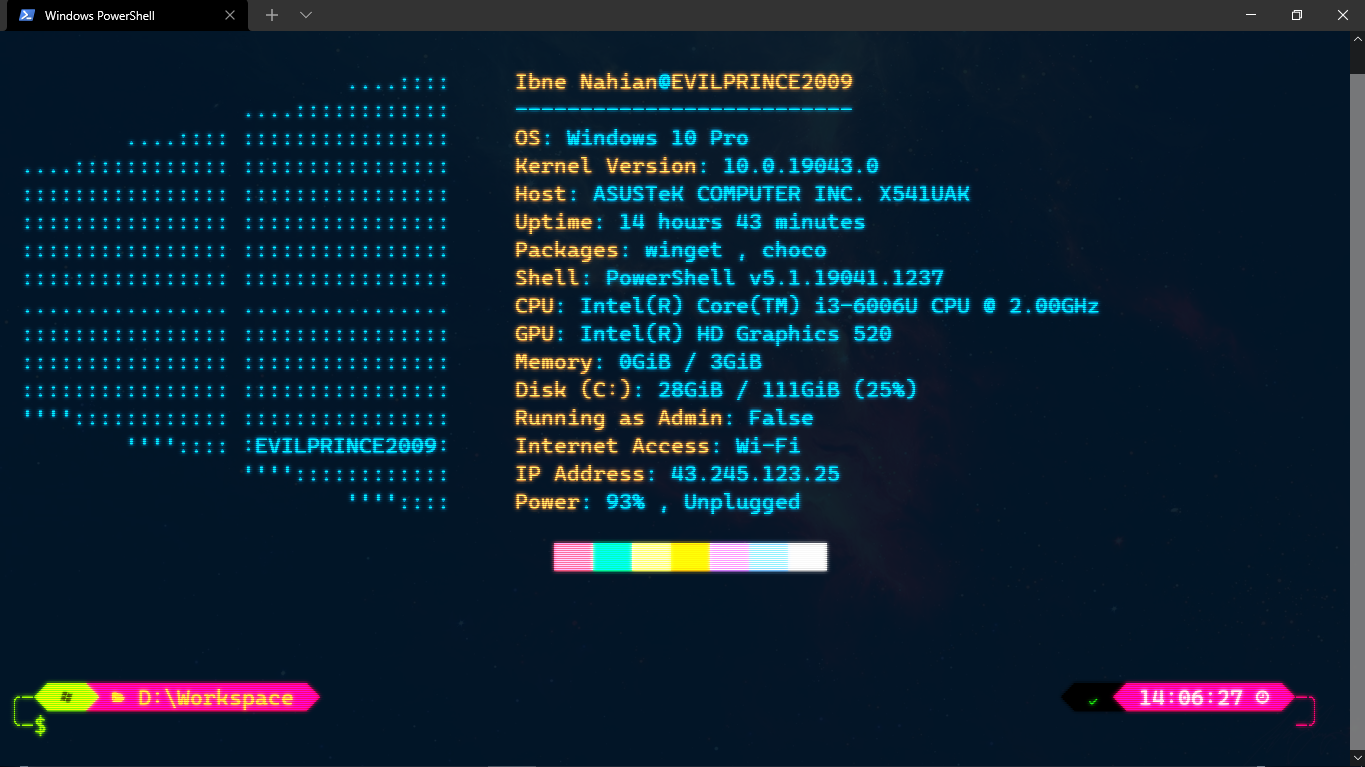 Windows PowerShell
Ibne Nahian@EVILPRINCE2009
--------------------------
OS: Windows 10 Pro
Kernel Version: 10.0.19043.0
Host: ASUSTeK COMPUTER INC. X541UAK
Uptime: 14 hours 43 minutes
Packages: winget , choco
Shell: PowerShell v5.1.19041.1237
CPU: Intel(R) Core(TM) i3-6006U CPU @ 2.00GHz
GPU: Intel(R) HD Graphics 520
Memory: 0GiB / 3GiB
Disk (C:): 28GiB / 111GiB (25%)
Running as Admin: False
:EVILPRINCE2009:
Internet Access: Wi-Fi
IP Address: 43.245.123.25
Power: 93% , Unplugged
D:\Workspace
14:06:27
$